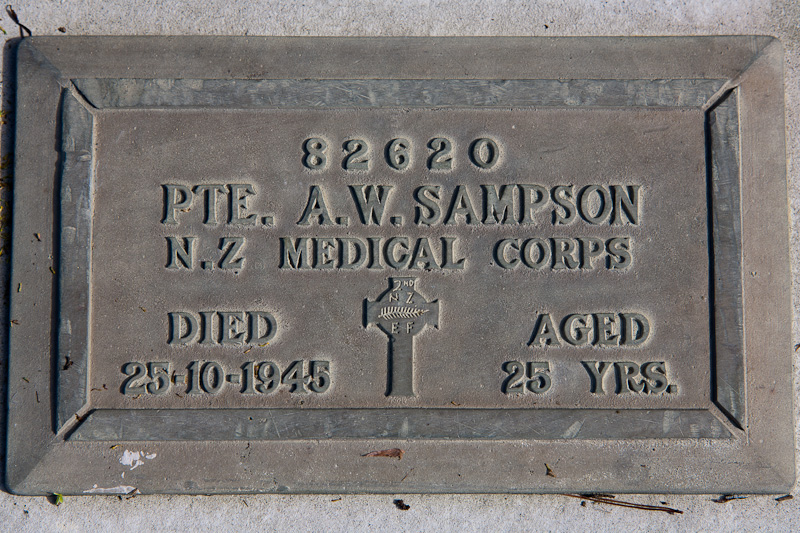 82620
PTE. A.W. SAMPSON
N.Z MEDICAL CORPS
2ND
N Z
E F
DIED
25-10-1945
AGED
25 YRS.